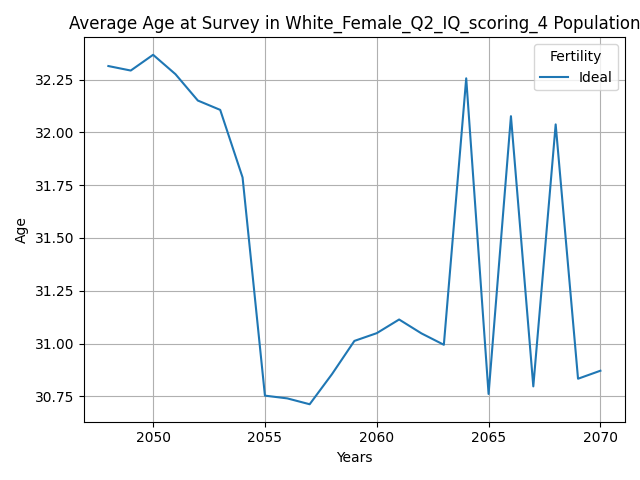 Average Age at Survey in White_Female_Q2_IQ_scoring_4 Population
Fertility
Ideal
32.25
32.00
31.75
31.50
31.25
31.00
30.75
Age
2050 2055 2060 2065 2070
Years